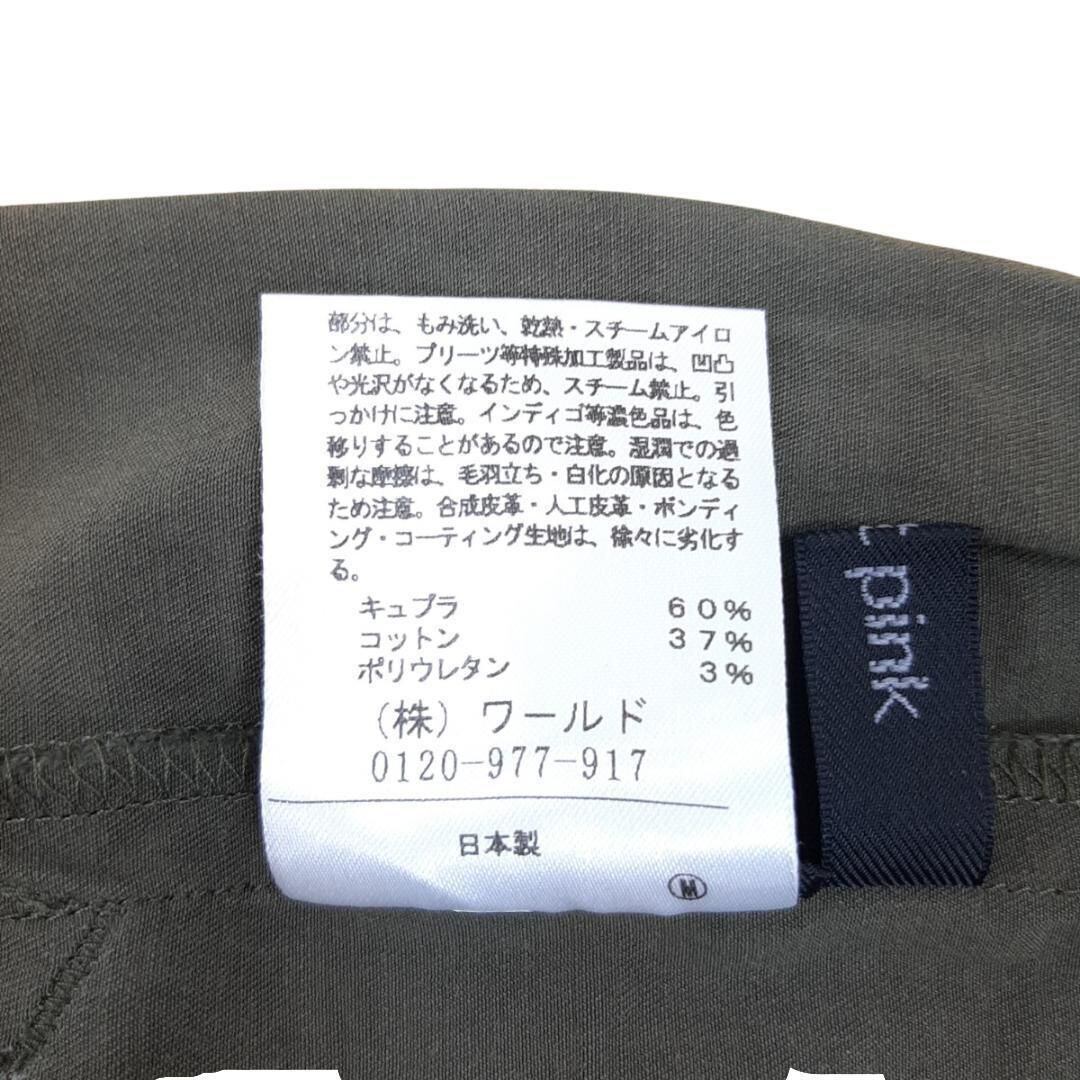 部分は、もみ洗い、乾熱・スチームアイロ
ン禁止。プリーツ等特殊加工製品は、凹凸
や光沢がなくなるため、スチーム禁止。引
っかけに注意。インディゴ等濃色品は、色
移りすることがあるので注意。湿潤での過
剰な摩擦は、毛羽立ち・白化の原因となる
ため注意。合成皮革・人工皮革・ボンディ
ング・コーティング生地は、徐々に劣化す
る。
キュプラ 60%
コットン 37%
ポリウレタン 3%
(株) ワールド
0120-977-917
日本製
M
t pink